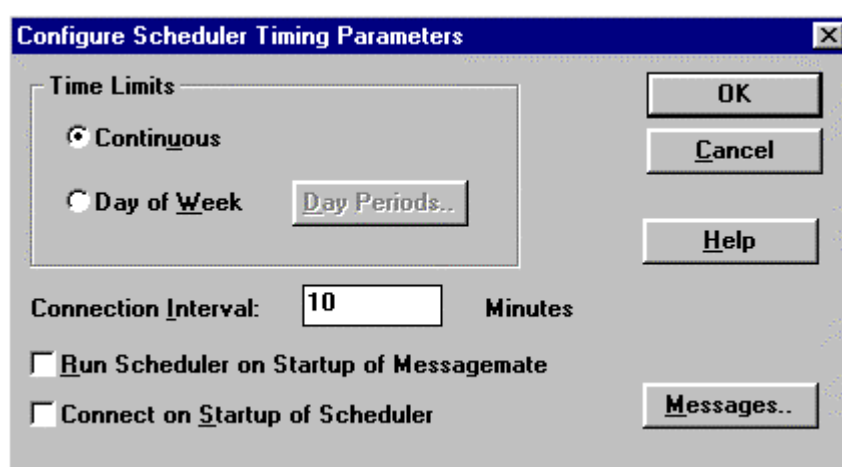 Configure Scheduler Timing Parameters
Time Limits
OK
Continuous
Cancel
Day of Week
Day Periods..
Help
Connection Interval: 10 Minutes
Run Scheduler on Startup of Messagemate
Connect on Startup of Scheduler
Messages..